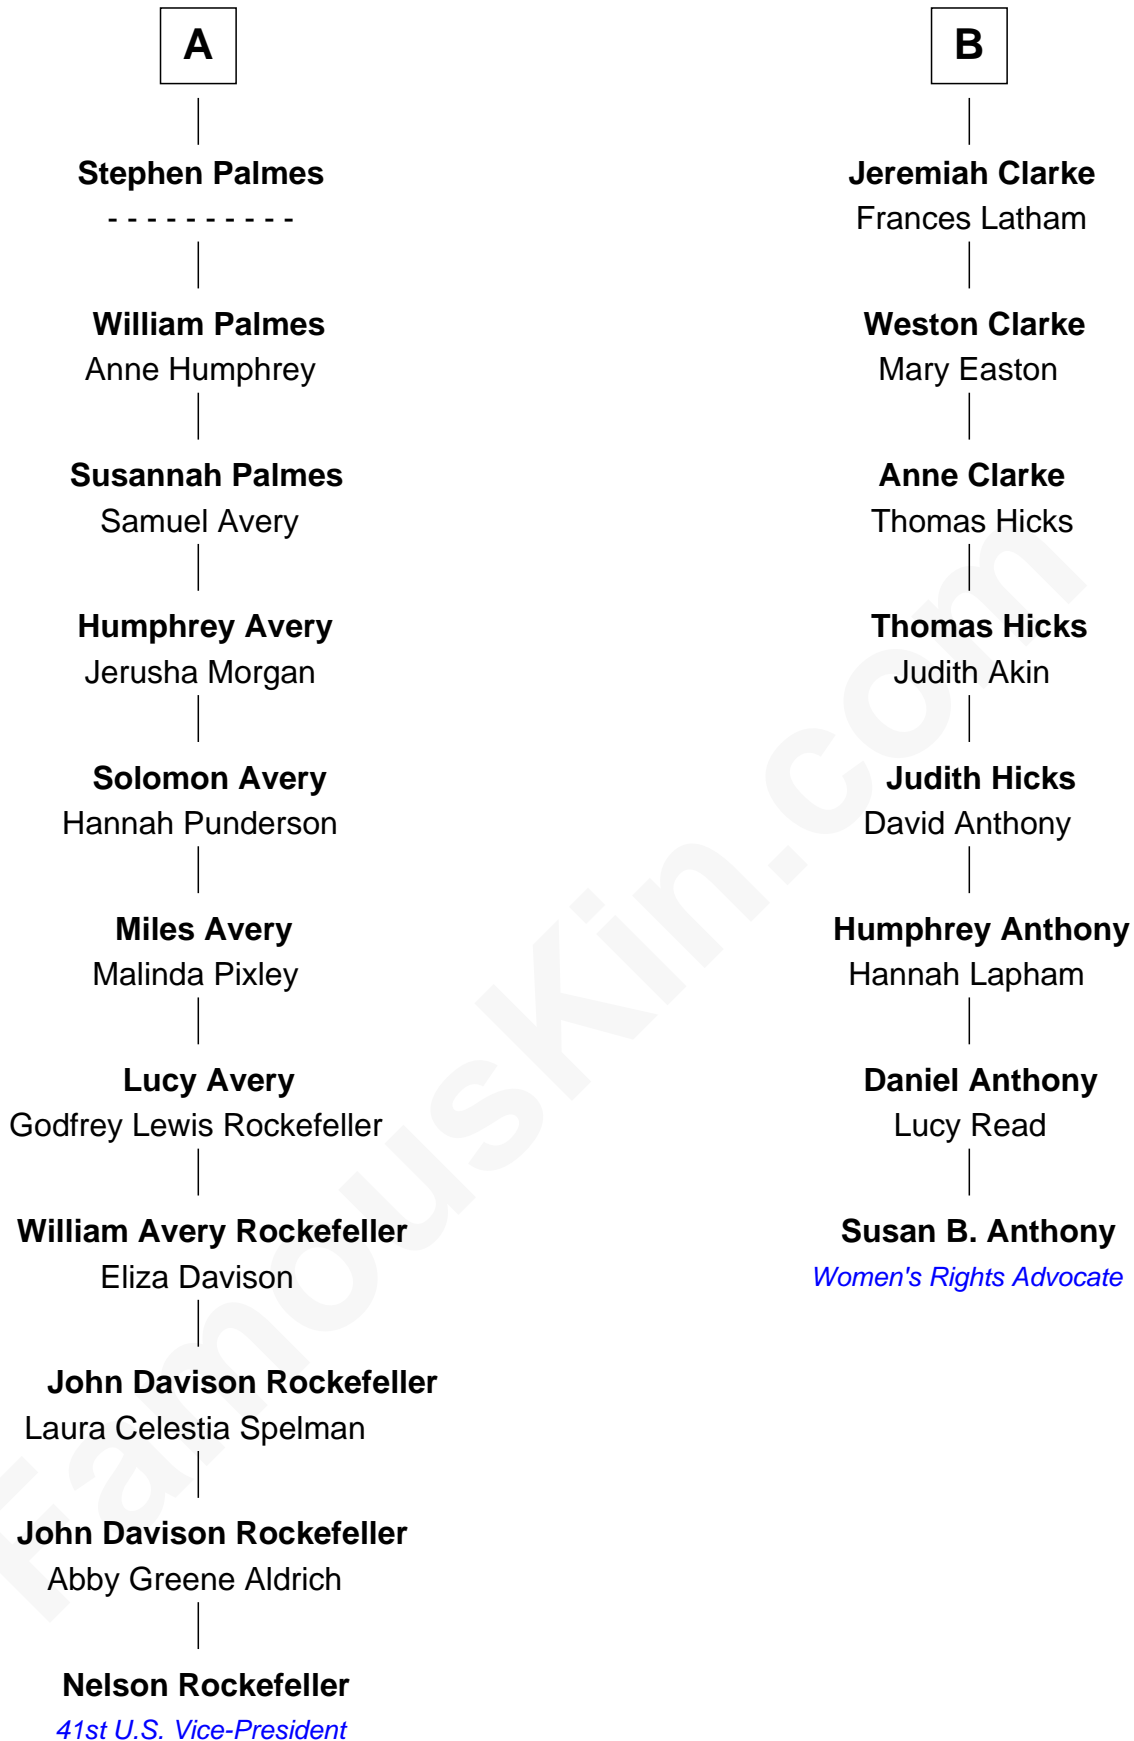 A
Stephen Palmes
- - - - - - - - - -
William Palmes
Anne Humphrey
Susannah Palmes
Samuel Avery
Humphrey Avery
Jerusha Morgan
Solomon Avery
Hannah Punderson
Miles Avery
Malinda Pixley
Lucy Avery
Godfrey Lewis Rockefeller
William Avery Rockefeller
Eliza Davison
John Davison Rockefeller
Laura Celestia Spelman
John Davison Rockefeller
Abby Greene Aldrich
Nelson Rockefeller
41st U.S. Vice-President
B
Jeremiah Clarke
Frances Latham
Weston Clarke
Mary Easton
Anne Clarke
Thomas Hicks
Thomas Hicks
Judith Akin
Judith Hicks
David Anthony
Humphrey Anthony
Hannah Lapham
Daniel Anthony
Lucy Read
Susan B. Anthony
Women's Rights Advocate
FamousKin.com